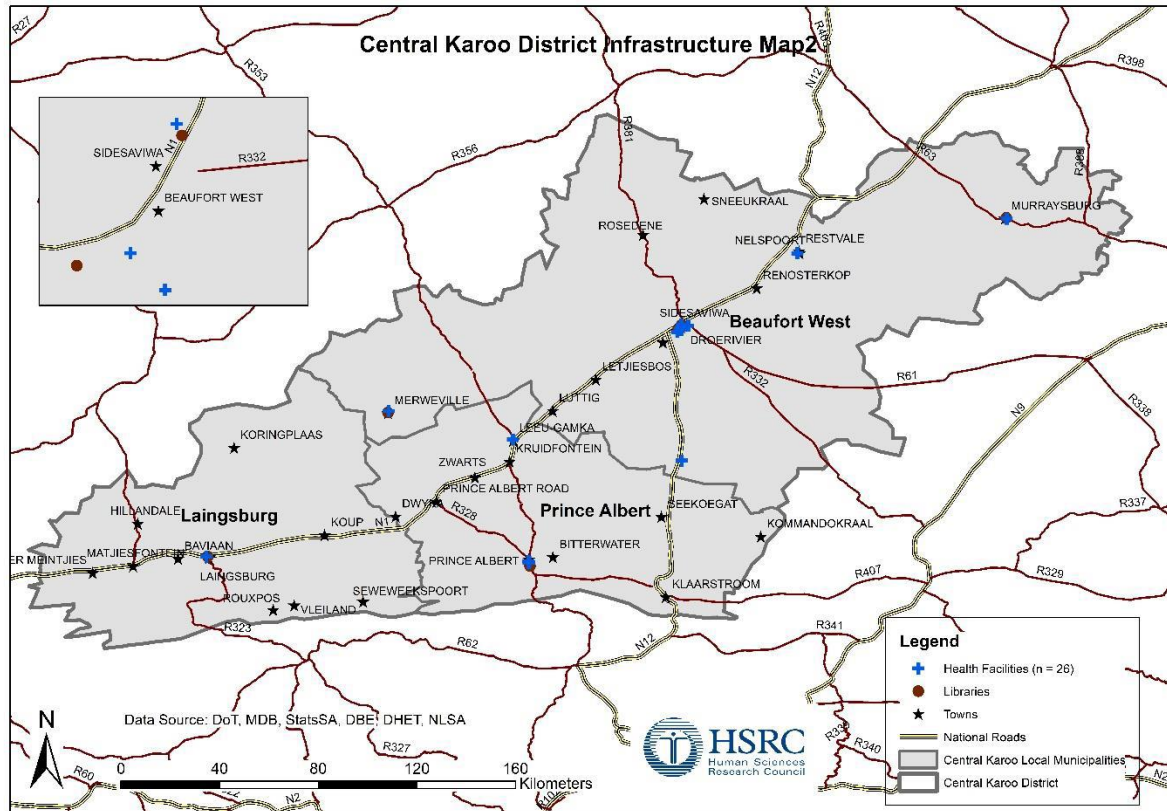 Central Karoo District Infrastructure Map2
R27
R353
R381
N12
R398
R63
R356
SIDESAVIWA
N1
R332
BEAUFORT WEST
SNEEUKRAAL
ROSEDENE
MURRAYSBURG
NELSPOORT
RESTVALE
RENOSTERKOP
SIDESAVIWA
Beaufort West
DROERIVIER
LETJIESBOS
R332
R61
N9
R338
LUTTIG
MERWEVILLE
LEEU-GAMKA
KRUIDFONTEIN
KORINGPLAAS
ZWARTS
PRINCE ALBERT ROAD
DWYKA
R328
Prince Albert
SEEKOEGAT
KOMMANDOKRAAL
R337
HILLANDALE
Laingsburg
KOUP
N1
MATJIESFONTEIN
BAVIAAN
ER MEINTJIES
PRINCE ALBERT
BITTERWATER
LAINGSBURG
KLAARSTROOM
R407
R329
ROUXPOS
VLEILAND
SEWEWEEKSPOORT
R323
R62
N12
R341
Legend
Health Facilities (n = 26)
Libraries
Towns
National Roads
Central Karoo Local Municipalities
Central Karoo District
N
Data Source: DoT, MDB, StatsSA, DBE, DHET, NLSA
HSRC
Human Sciences
Research Council
R327
R60
N2
R340
N2
0 40 80 120 160
Kilometers